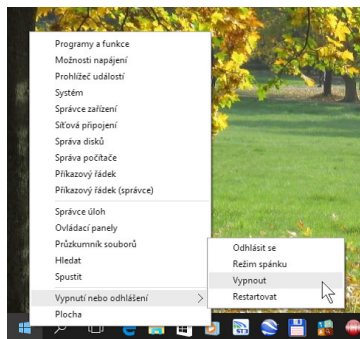 Programy a funkce
Možnosti napájení
Prohlížeč událostí
Systém
Správce zařízení
Síťová připojení
Správa disků
Správa počítače
Příkazový řádek
Příkazový řádek (správce)
Správce úloh
Ovládací panely
Průzkumník souborů
Hledat
Spustit
Vypnutí nebo odhlášení
Plocha
Odhlásit se
Režim spánku
Vypnout
Restartovat